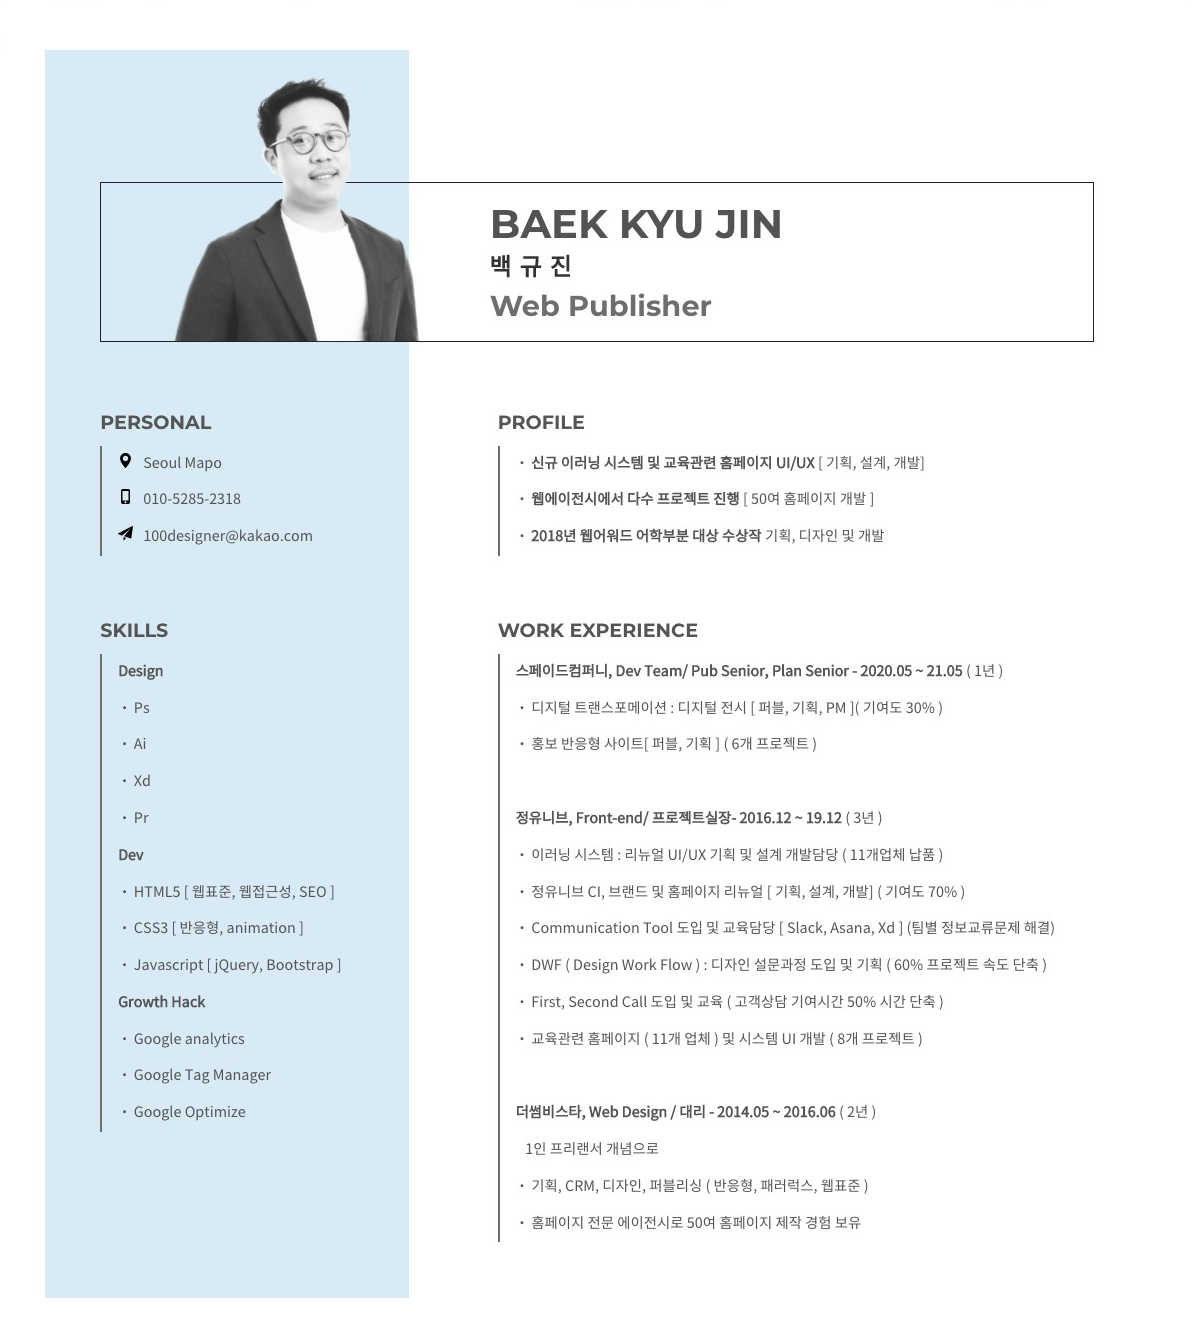 BAEK KYU JIN
백 규 진
Web Publisher
PERSONAL
Seoul Mapo
010-5285-2318
100designer@kakao.com
SKILLS
Design
· Ps
· Ai
· Xd
· Pr
Dev
· HTML5 [ 웹표준, 웹접근성, SEO ]
· CSS3 [ 반응형, animation ]
· Javascript [ jQuery, Bootstrap ]
Growth Hack
· Google analytics
· Google Tag Manager
· Google Optimize
PROFILE
· 신규 이러닝 시스템 및 교육관련 홈페이지 UI/UX [ 기획, 설계, 개발]
· 웹에이전시에서 다수 프로젝트 진행 [ 50여 홈페이지 개발 ]
· 2018년 웹어워드 어학부분 대상 수상작 기획, 디자인 및 개발
WORK EXPERIENCE
스페이드컴퍼니, Dev Team/ Pub Senior, Plan Senior - 2020.05 ~ 21.05 ( 1년 )
· 디지털 트랜스포메이션 : 디지털 전시 [ 퍼블, 기획, PM ]( 기여도 30% )
· 홍보 반응형 사이트[ 퍼블, 기획 ] ( 6개 프로젝트 )
정유니브, Front-end/ 프로젝트실장- 2016.12 ~ 19.12 ( 3년 )
· 이러닝 시스템 : 리뉴얼 UI/UX 기획 및 설계 개발담당 ( 11개업체 납품 )
· 정유니브 CI, 브랜드 및 홈페이지 리뉴얼 [ 기획, 설계, 개발] ( 기여도 70% )
· Communication Tool 도입 및 교육담당 [ Slack, Asana, Xd ] (팀별 정보교류문제 해결)
· DWF ( Design Work Flow ) : 디자인 설문과정 도입 및 기획 ( 60% 프로젝트 속도 단축 )
· First, Second Call 도입 및 교육 ( 고객상담 기여시간 50% 시간 단축 )
· 교육관련 홈페이지 ( 11개 업체 ) 및 시스템 UI 개발 ( 8개 프로젝트 )
더썸비스타, Web Design / 대리 - 2014.05 ~ 2016.06 ( 2년 )
1인 프리랜서 개념으로
· 기획, CRM, 디자인, 퍼블리싱 ( 반응형, 패러럭스, 웹표준 )
· 홈페이지 전문 에이전시로 50여 홈페이지 제작 경험 보유